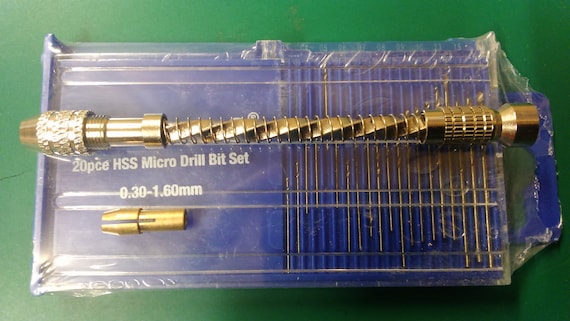 ®
20pce HSS Micro Drill Bit Set
0.30-1.60mm